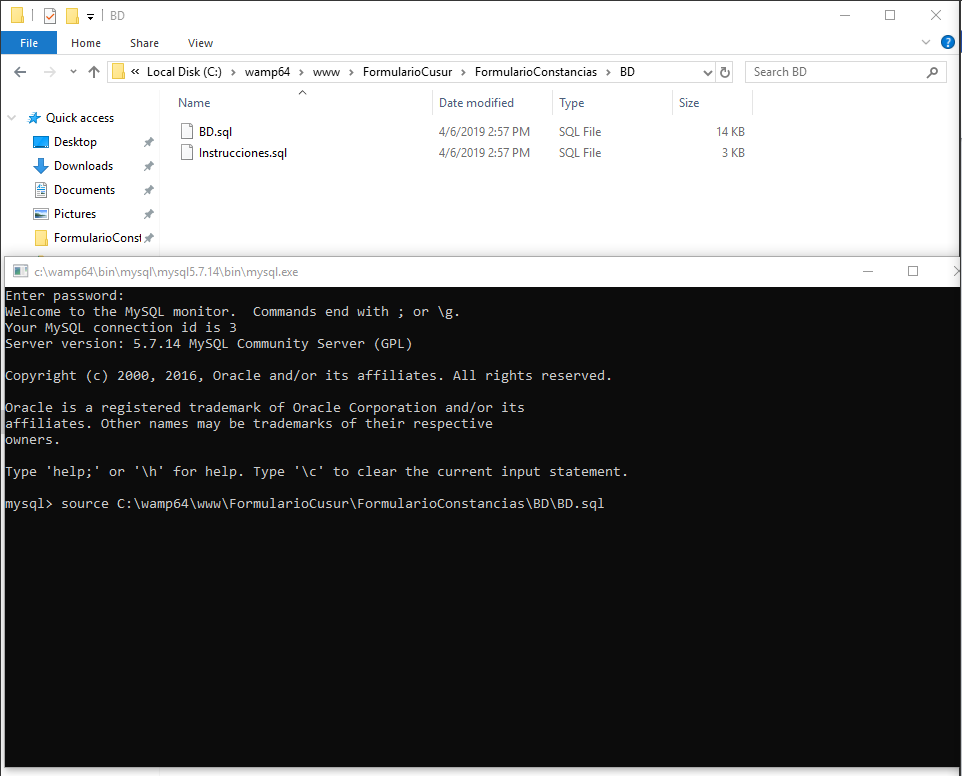 BD
File Home Share View
« Local Disk (C:) › wamp64 › www › FormularioCusur › FormularioConstancias › BD
Search BD
Name Date modified Type Size
Quick access
Desktop
Downloads
Documents
Pictures
FormularioConst
BD.sql 4/6/2019 2:57 PM SQL File 14 KB
Instrucciones.sql 4/6/2019 2:57 PM SQL File 3 KB
c:\wamp64\bin\mysql\mysql5.7.14\bin\mysql.exe
Enter password:
Welcome to the MySQL monitor.  Commands end with ; or \g.
Your MySQL connection id is 3
Server version: 5.7.14 MySQL Community Server (GPL)
Copyright (c) 2000, 2016, Oracle and/or its affiliates. All rights reserved.
Oracle is a registered trademark of Oracle Corporation and/or its
affiliates. Other names may be trademarks of their respective
owners.
Type 'help;' or '\h' for help. Type '\c' to clear the current input statement.
mysql> source C:\wamp64\www\FormularioCusur\FormularioConstancias\BD\BD.sql